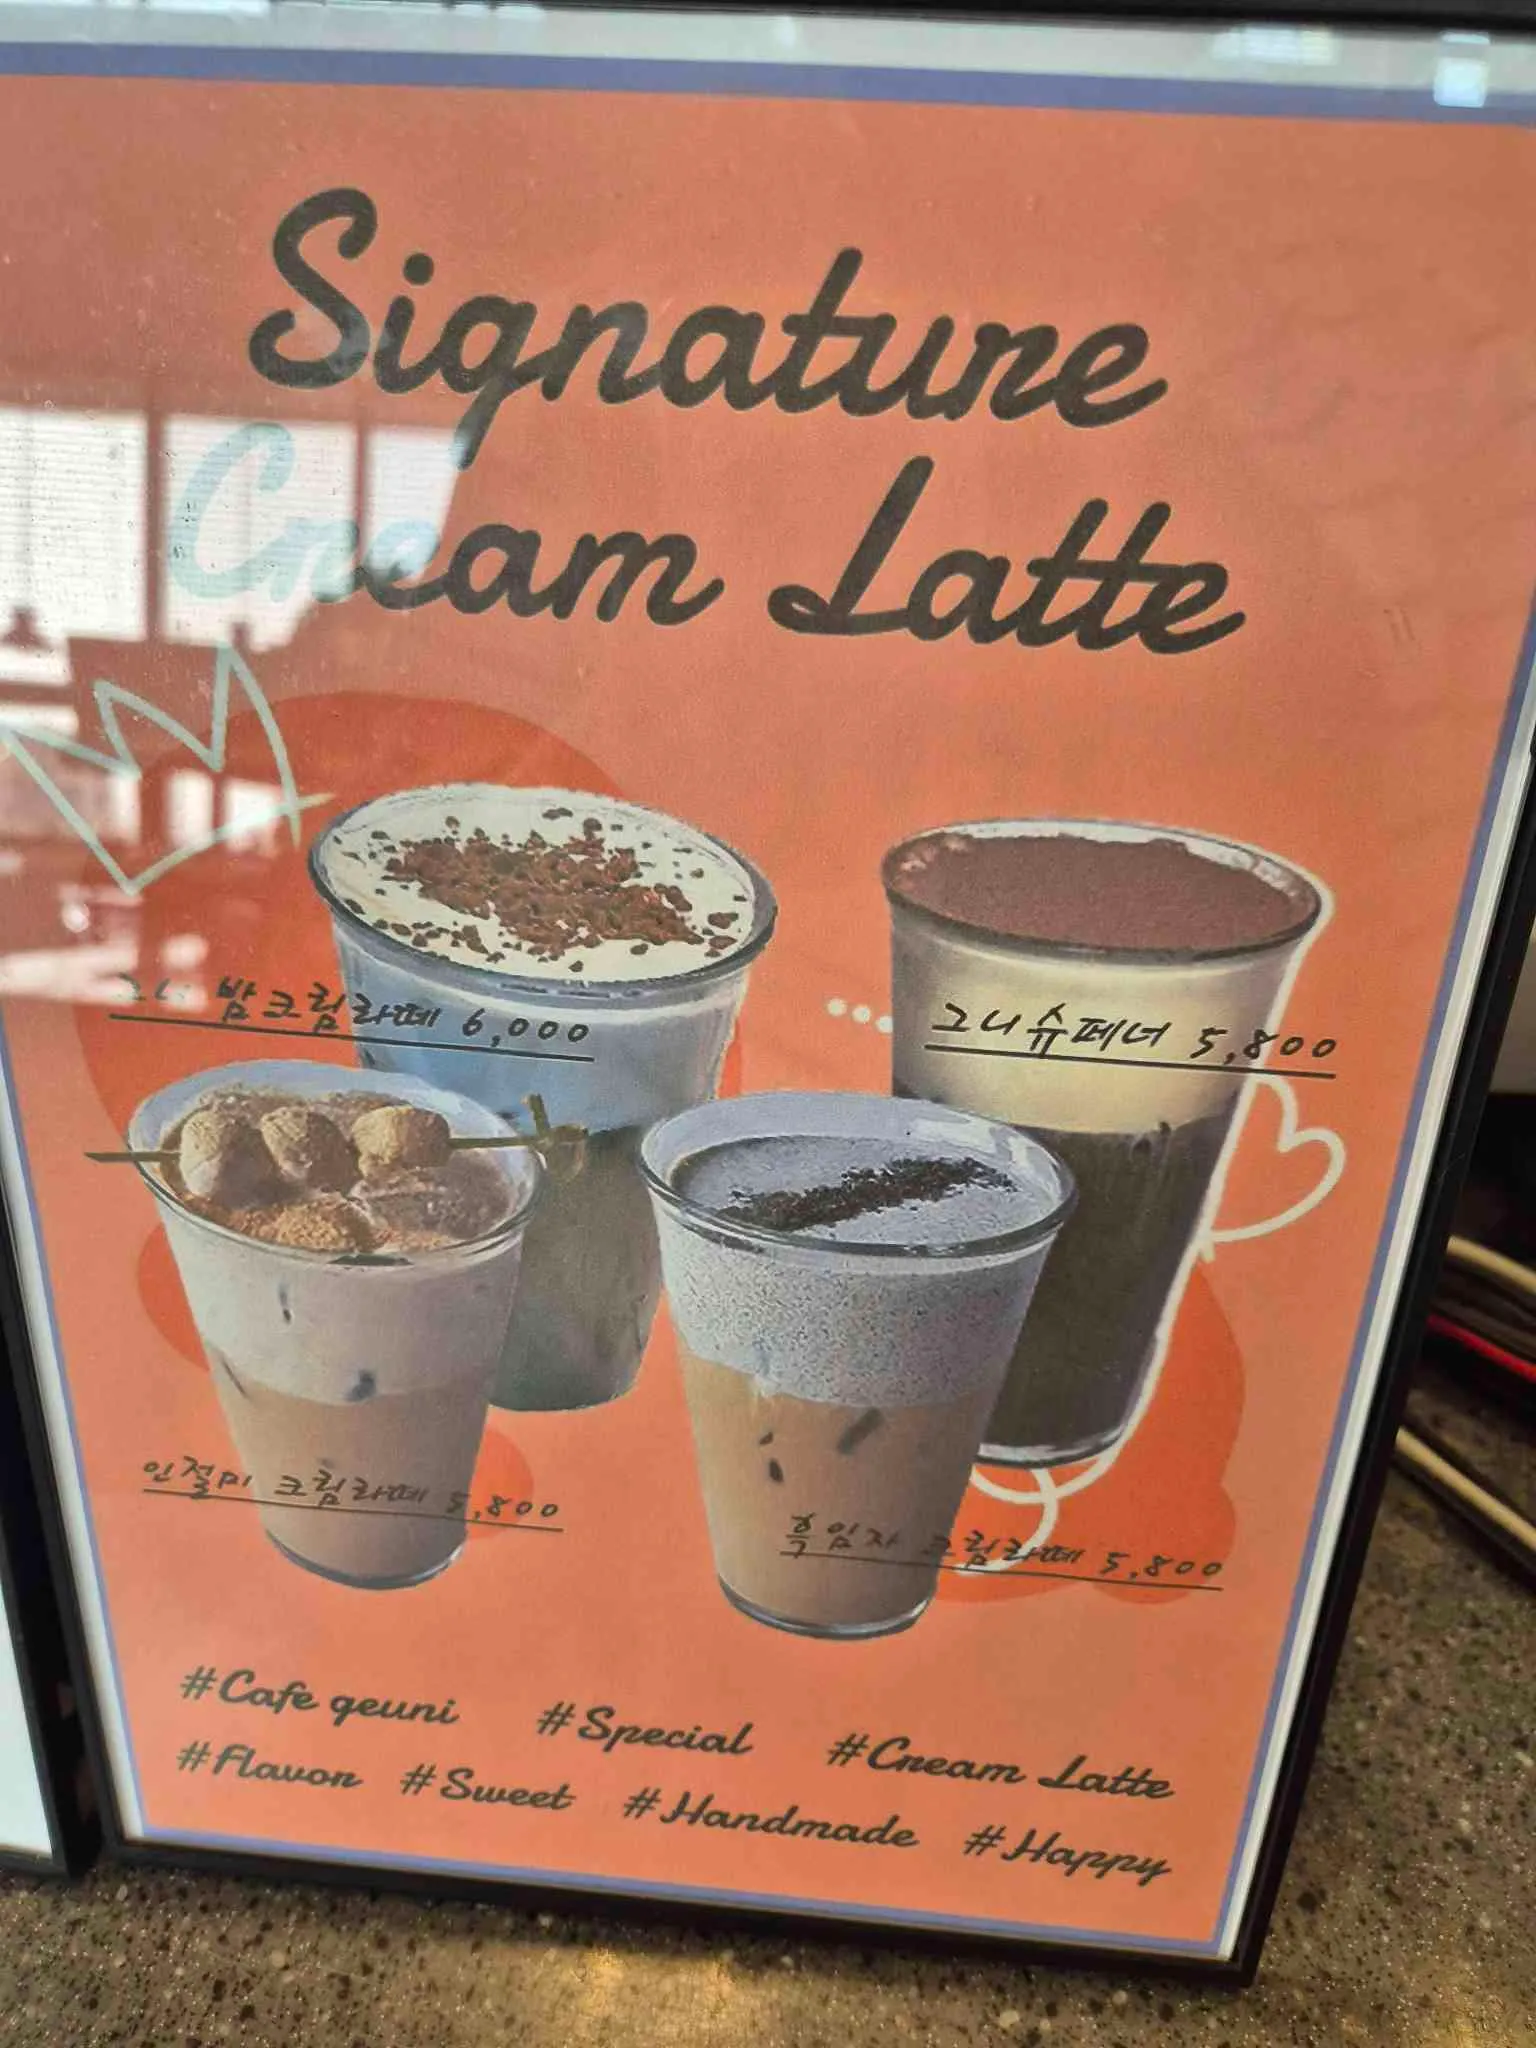 Signature
Cream Latte
그니 밤크림라떼 6,000
그니슈페너 5,800
인절미 크림라떼 5,800
흑임자 크림라떼 5,800
#Cafe geuni #Special #Cream Latte
#Flavor #Sweet #Handmade #Happy